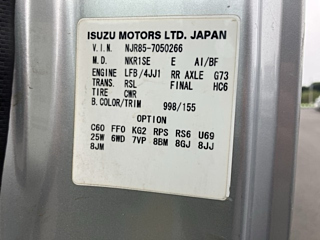 ISUZU MOTORS LTD. JAPAN
V.I.N. NJR85-7050266
M.D. NKR1SE E AI/BF
ENGINE LFB/4JJ1 RR AXLE G73
TRANS. RSL FINAL HC6
TIRE CWR
B.COLOR/TRIM 998/155
OPTION
C60 FF0 KG2 RPS RS6 U69
25W 6WD 7VP 8BM 8GJ 8JJ
8JM